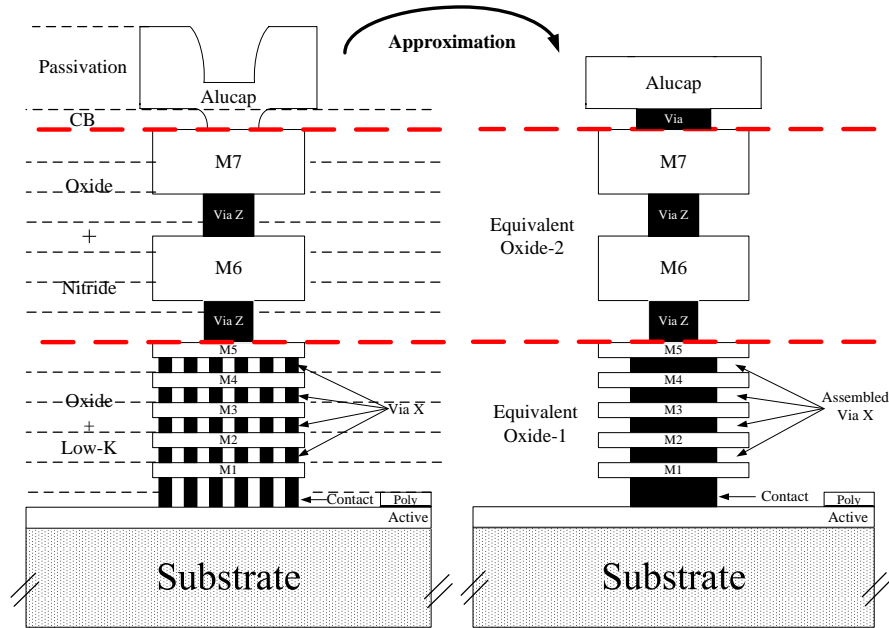 Approximation
Passivation
Alucap
CB
M7
Oxide
Via Z
+
M6
Nitride
Via Z
M5
M4
Oxide
M3
Via X
+
M2
Low-K
M1
Contact
Poly
Active
Substrate
Alucap
Via
M7
Via Z
Equivalent
Oxide-2
M6
Via Z
M5
M4
Assembled
Via X
Equivalent
Oxide-1
M3
M2
M1
Contact
Poly
Active
Substrate